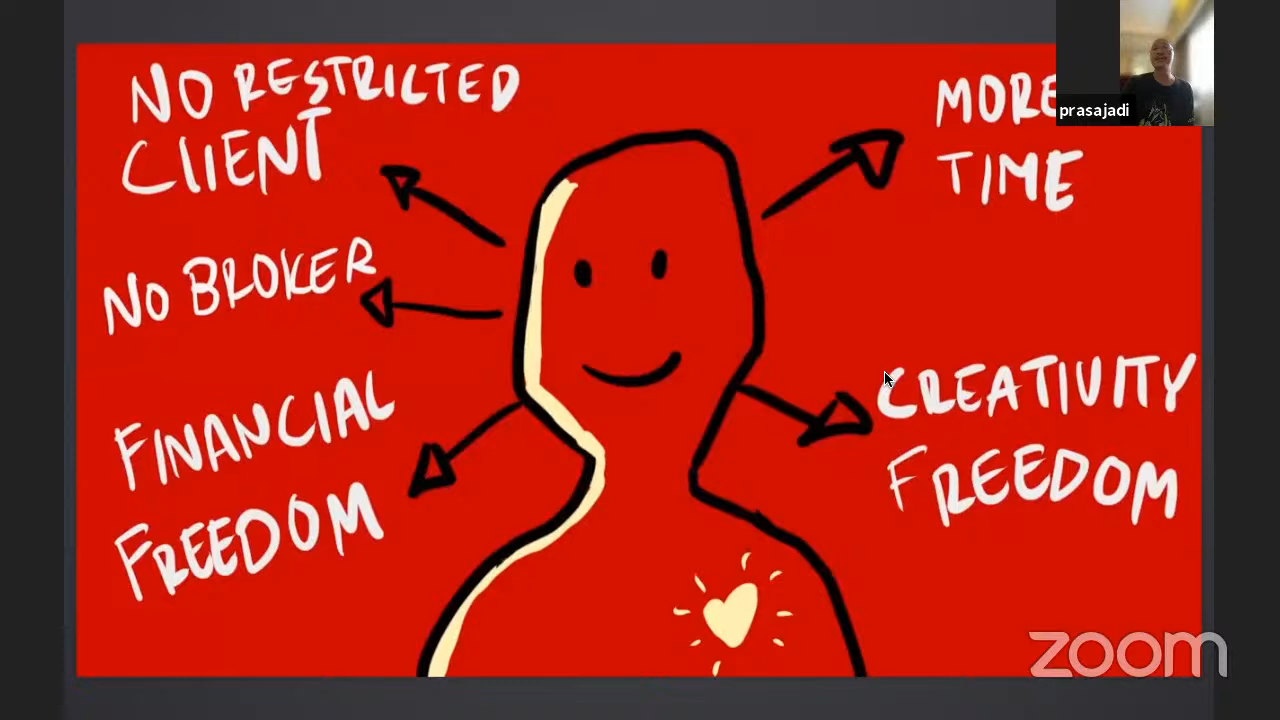 NO RESTRICTED
CLIENT
NO BROKER
FINANCIAL
FREEDOM
MORE
TIME
CREATIVITY
FREEDOM
prasajadi
zoom